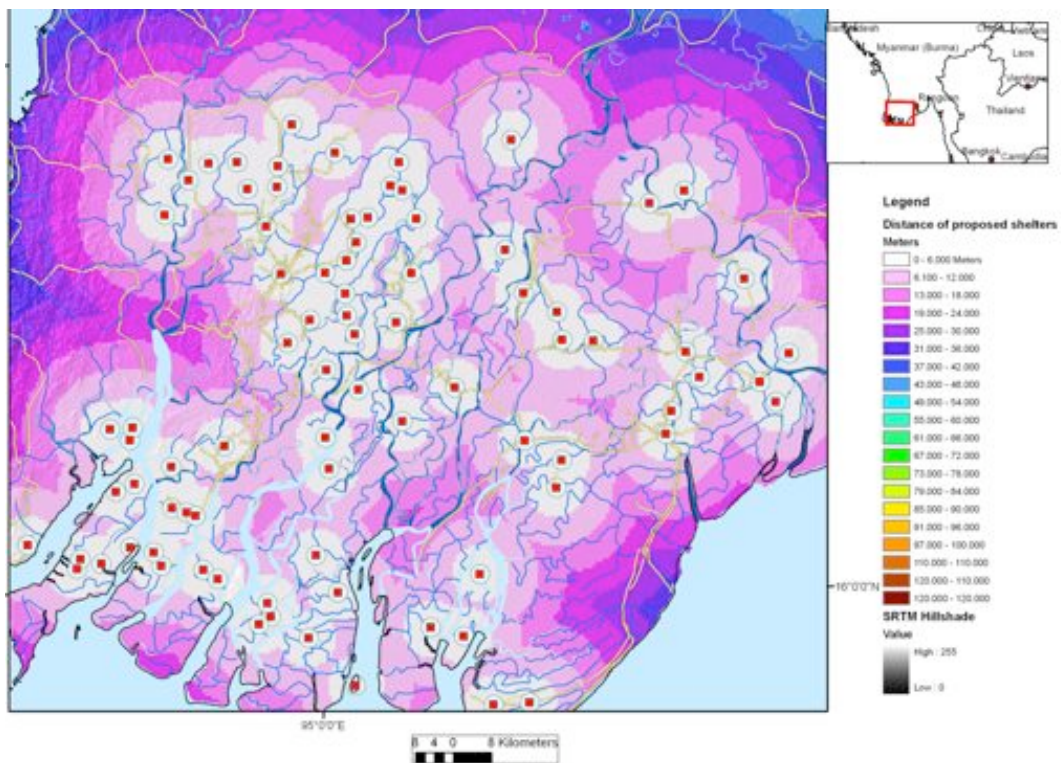 Bangladesh
China
Vietnam
Myanmar (Burma)
Laos
Vientiane
Rangoon
Thailand
Bangkok
Cambodia
Legend
Distance of proposed shelters
Meters
0 - 6.000 Meters
6.100 - 12.000
13.000 - 18.000
19.000 - 24.000
25.000 - 30.000
31.000 - 36.000
37.000 - 42.000
43.000 - 48.000
49.000 - 54.000
55.000 - 60.000
61.000 - 66.000
67.000 - 72.000
73.000 - 78.000
79.000 - 84.000
85.000 - 90.000
91.000 - 96.000
97.000 - 100.000
110.000 - 110.000
120.000 - 110.000
120.000 - 120.000
16°0'0"N
SRTM Hillshade
Value
High : 255
Low : 0
95°0'0"E
8 4 0 8 Kilometers